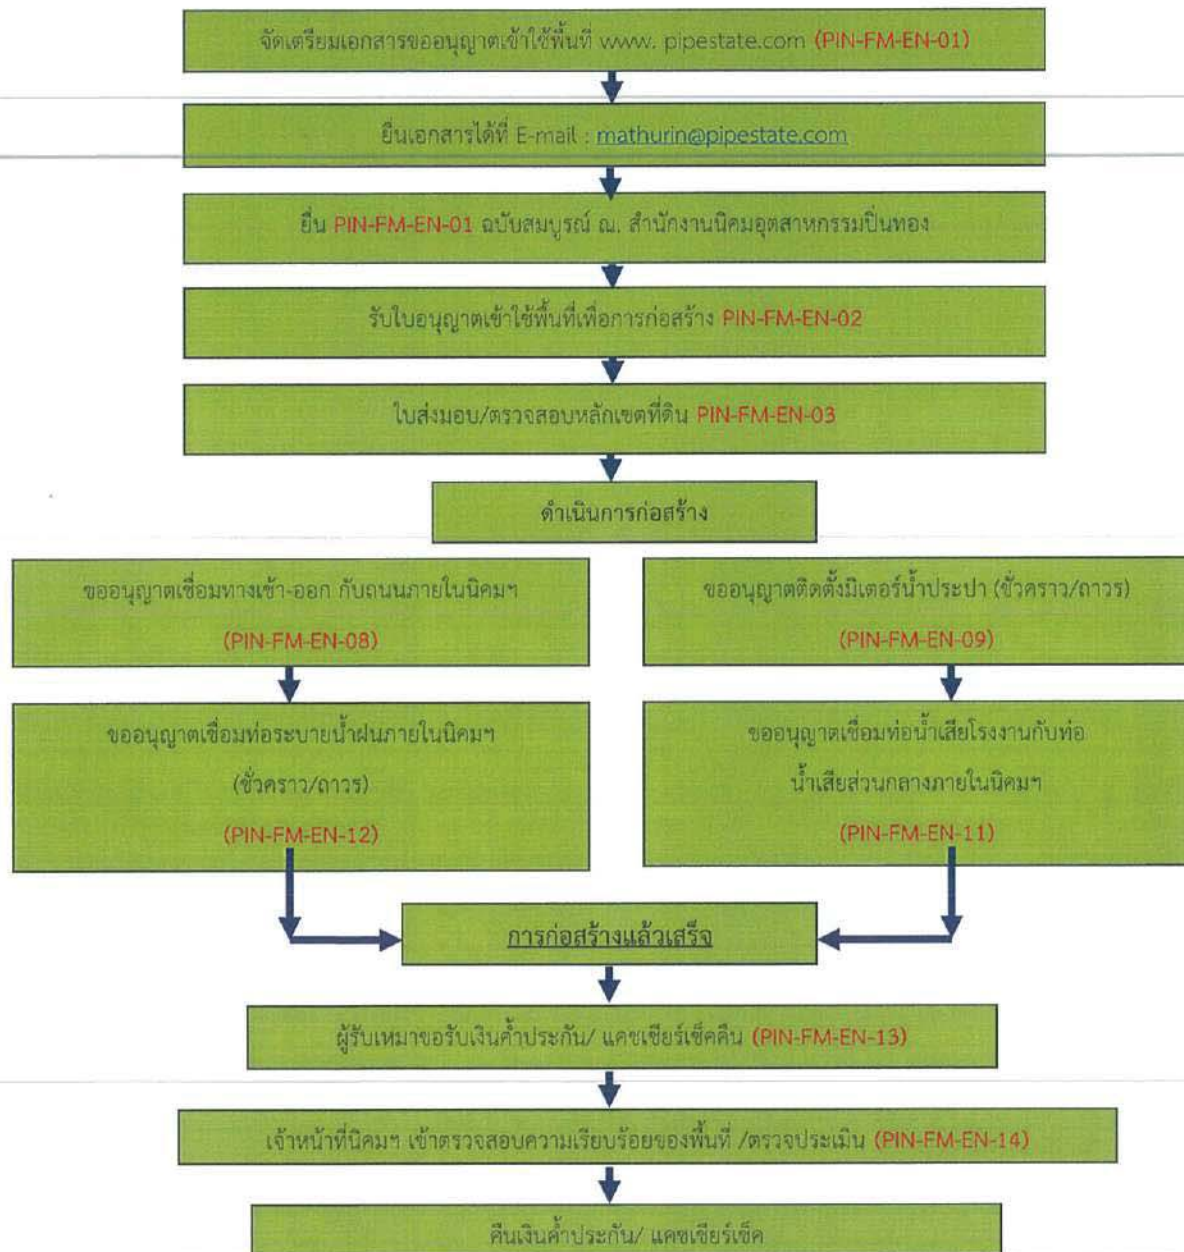 จัดเตรียมเอกสารขออนุญาตเข้าใช้พื้นที่ www. pipestate.com (PIN-FM-EN-01)
ยื่นเอกสารได้ที่ E-mail : mathurin@pipestate.com
ยื่น PIN-FM-EN-01 ฉบับสมบูรณ์ ณ. สำนักงานนิคมอุตสาหกรรมปิ่นทอง
รับใบอนุญาตเข้าใช้พื้นที่เพื่อการก่อสร้าง PIN-FM-EN-02
ใบส่งมอบ/ตรวจสอบหลักเขตที่ดิน PIN-FM-EN-03
ดำเนินการก่อสร้าง
ขออนุญาตเชื่อมทางเข้า-ออก กับถนนภายในนิคมฯ
(PIN-FM-EN-08)
ขออนุญาตติดตั้งมิเตอร์น้ำประปา (ชั่วคราว/ถาวร)
(PIN-FM-EN-09)
ขออนุญาตเชื่อมท่อระบายน้ำฝนภายในนิคมฯ
(ชั่วคราว/ถาวร)
(PIN-FM-EN-12)
ขออนุญาตเชื่อมท่อน้ำเสียโรงงานกับท่อ
น้ำเสียส่วนกลางภายในนิคมฯ
(PIN-FM-EN-11)
การก่อสร้างแล้วเสร็จ
ผู้รับเหมาขอรับเงินค้ำประกัน/ แคชเชียร์เช็คคืน (PIN-FM-EN-13)
เจ้าหน้าที่นิคมฯ เข้าตรวจสอบความเรียบร้อยของพื้นที่ /ตรวจประเมิน (PIN-FM-EN-14)
คืนเงินค้ำประกัน/ แคชเชียร์เช็ค